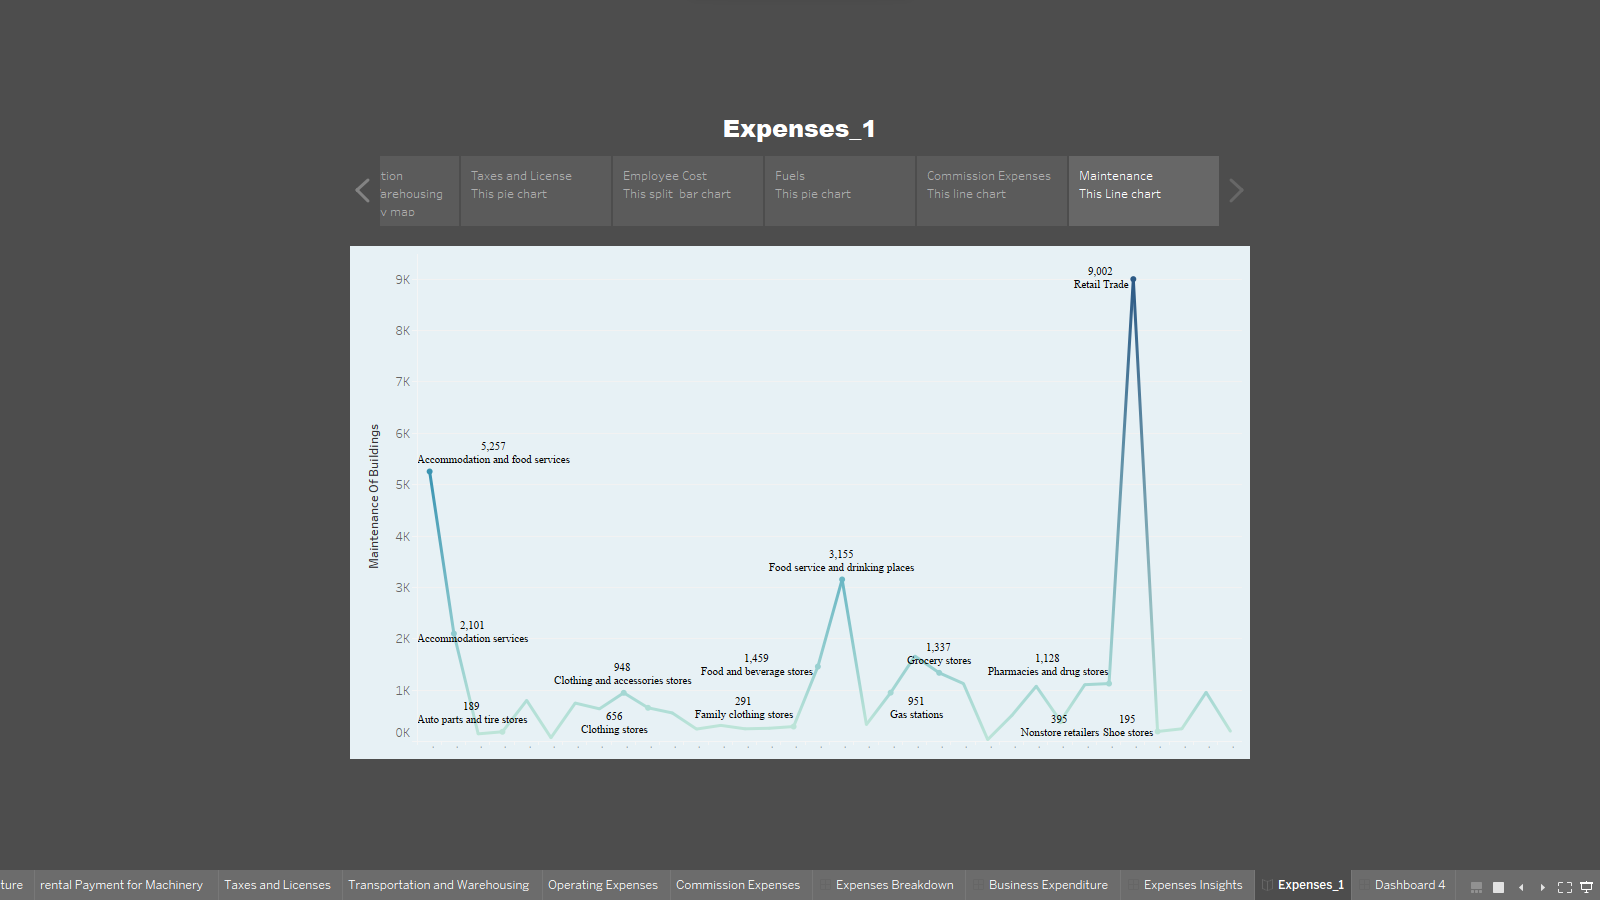 Expenses_1
tion
arehousing
Taxes and License
This pie chart
Employee Cost
This split bar chart
Fuels
This pie chart
Commission Expenses
This line chart
Maintenance
This Line chart
Maintenance Of Buildings
9K
8K
7K
6K
5K
4K
3K
2K
1K
0K
9,002
Retail Trade
5,257
Accommodation and food services
3,155
Food service and drinking places
2,101
Accommodation services
1,337
Grocery stores
1,459
Food and beverage stores
1,128
Pharmacies and drug stores
948
Clothing and accessories stores
291
Family clothing stores
951
Gas stations
189
Auto parts and tire stores
656
Clothing stores
395
Nonstore retailers
195
Shoe stores
ture
rental Payment for Machinery
Taxes and Licenses
Transportation and Warehousing
Operating Expenses
Commission Expenses
Expenses Breakdown
Business Expenditure
Expenses Insights
Expenses_1
Dashboard 4